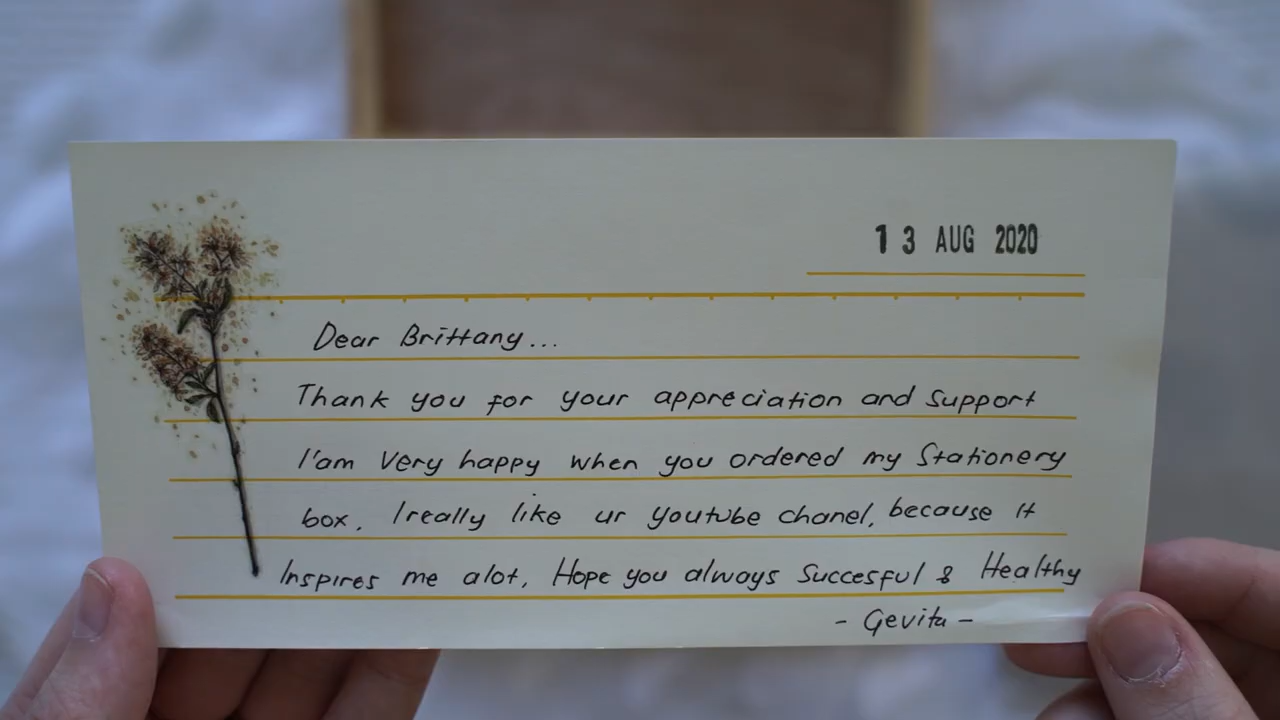 13 AUG 2020
Dear Brittany...
Thank you for your appreciation and Support
I'am Very happy when you ordered my Stationery
box. I really like ur youtube chanel, because It
Inspires me alot, Hope you always Succesful & Healthy
- Gevita -